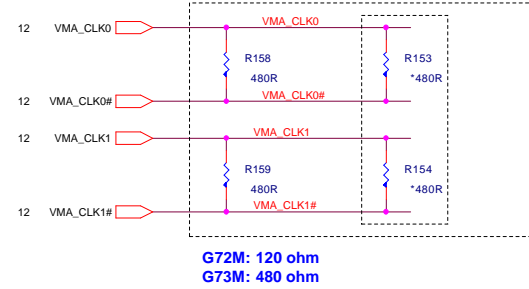 12 VMA_CLK0 VMA_CLK0
R158 R153
480R *480R
12 VMA_CLK0# VMA_CLK0#
12 VMA_CLK1 VMA_CLK1
R159 R154
480R *480R
12 VMA_CLK1# VMA_CLK1#
G72M: 120 ohm
G73M: 480 ohm